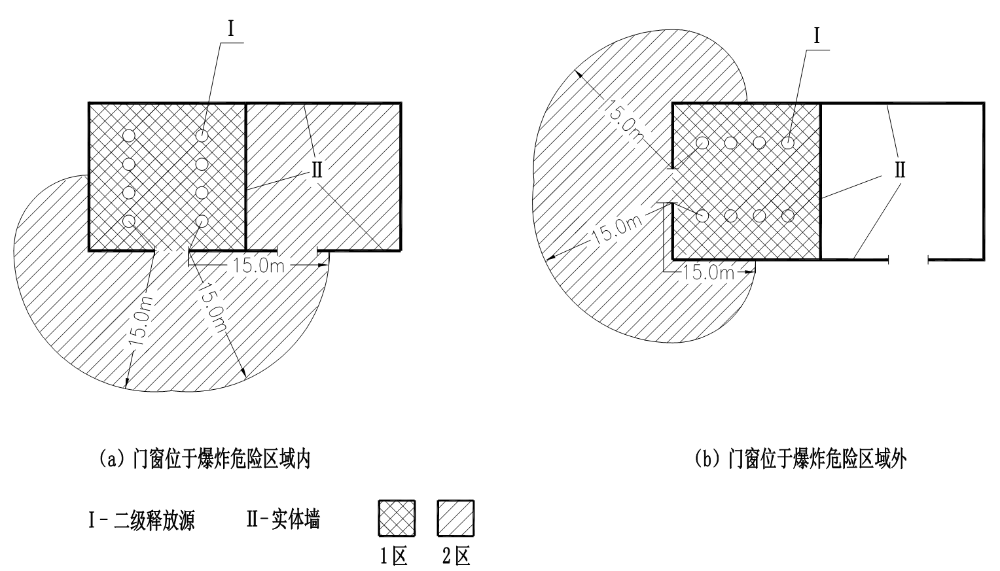 I
I
15.0m
II
II
15.0m
15.0m
15.0m
15.0m
15.0m
(a) 门窗位于爆炸危险区域内
(b) 门窗位于爆炸危险区域外
I-二级释放源
II-实体墙
1区
2区